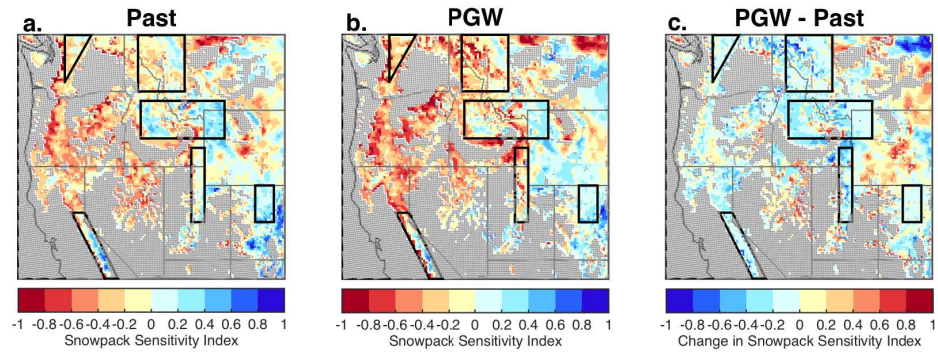 a. Past
b. PGW
c. PGW - Past
-1 -0.8 -0.6 -0.4 -0.2 0 0.2 0.4 0.6 0.8 1
Snowpack Sensitivity Index
-1 -0.8 -0.6 -0.4 -0.2 0 0.2 0.4 0.6 0.8 1
Snowpack Sensitivity Index
-1 -0.8 -0.6 -0.4 -0.2 0 0.2 0.4 0.6 0.8 1
Change in Snowpack Sensitivity Index